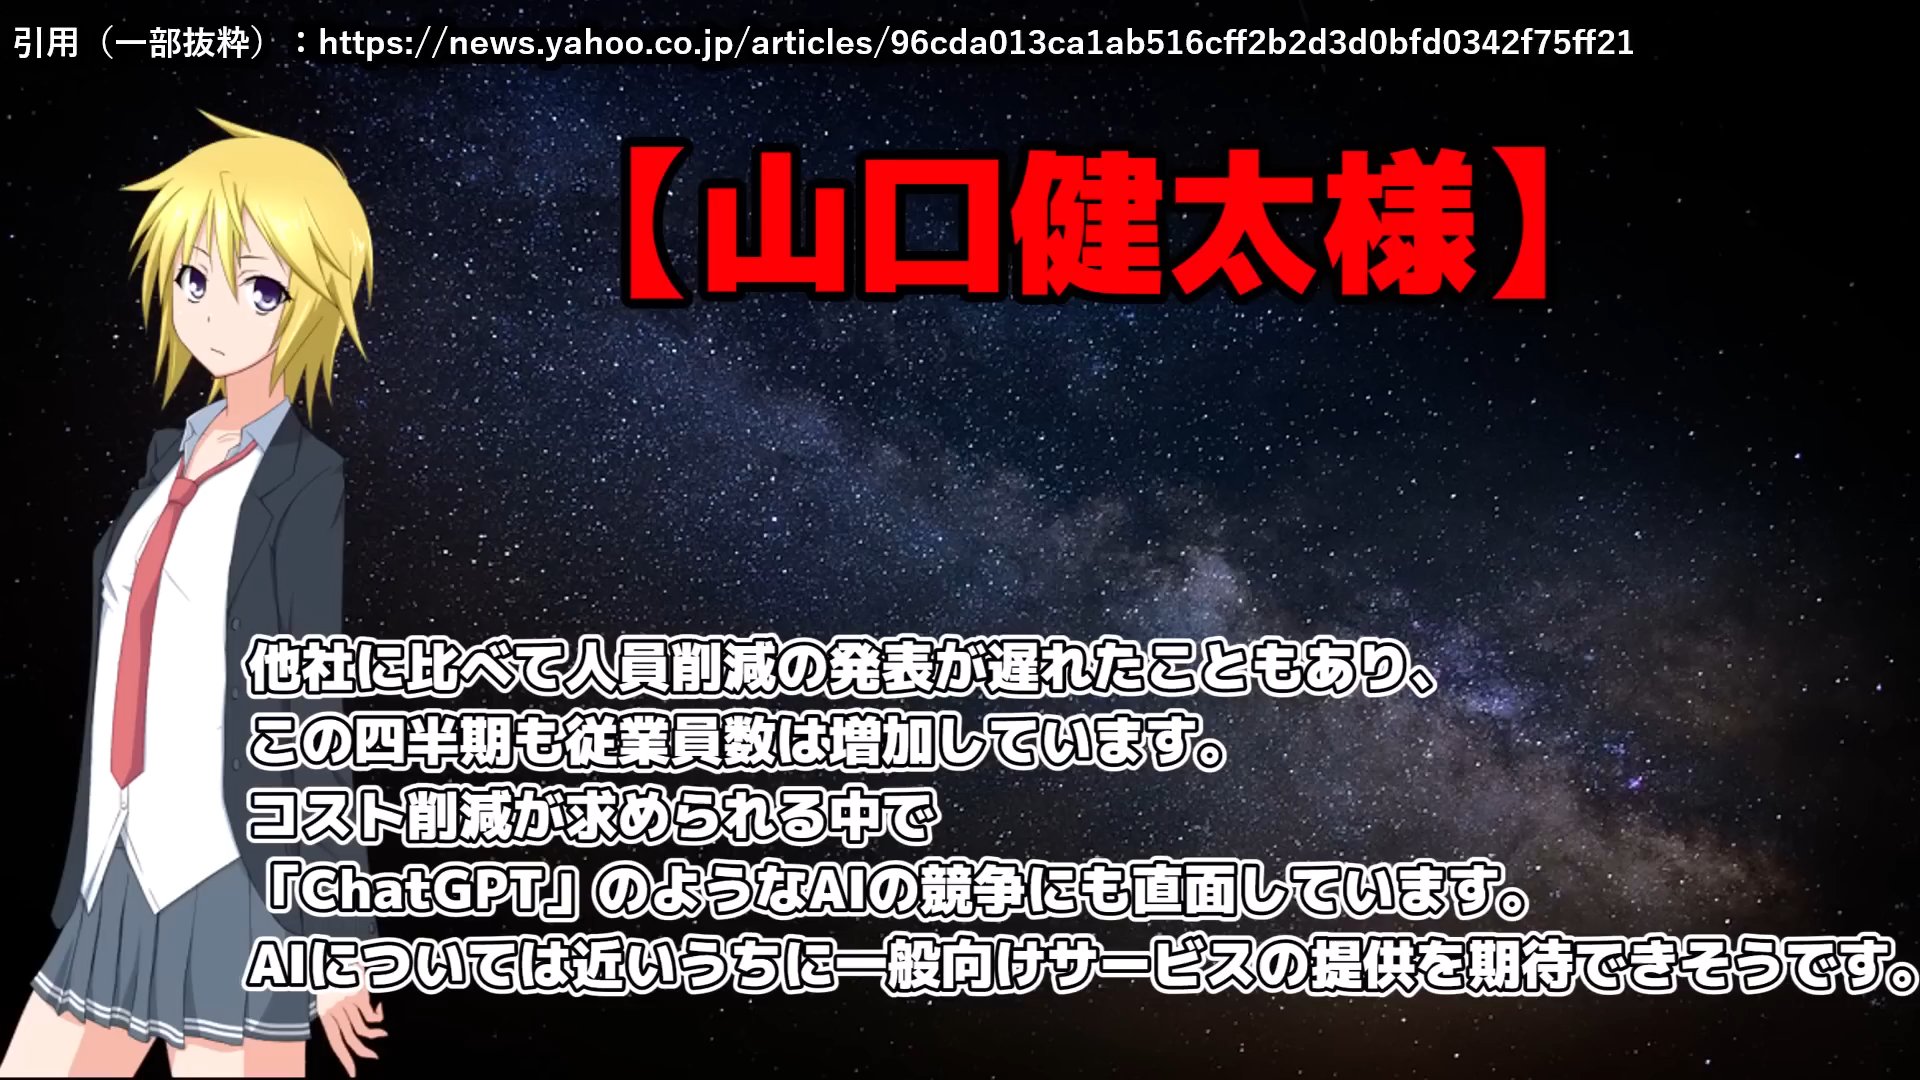 引用（一部抜粋）：https://news.yahoo.co.jp/articles/96cda013ca1ab516cff2b2d3d0bfd0342f75ff21
【山口健太様】
他社に比べて人員削減の発表が遅れたこともあり、
この四半期も従業員数は増加しています。
コスト削減が求められる中で
「ChatGPT」のようなAIの競争にも直面しています。
AIについては近いうちに一般向けサービスの提供を期待できそうです。